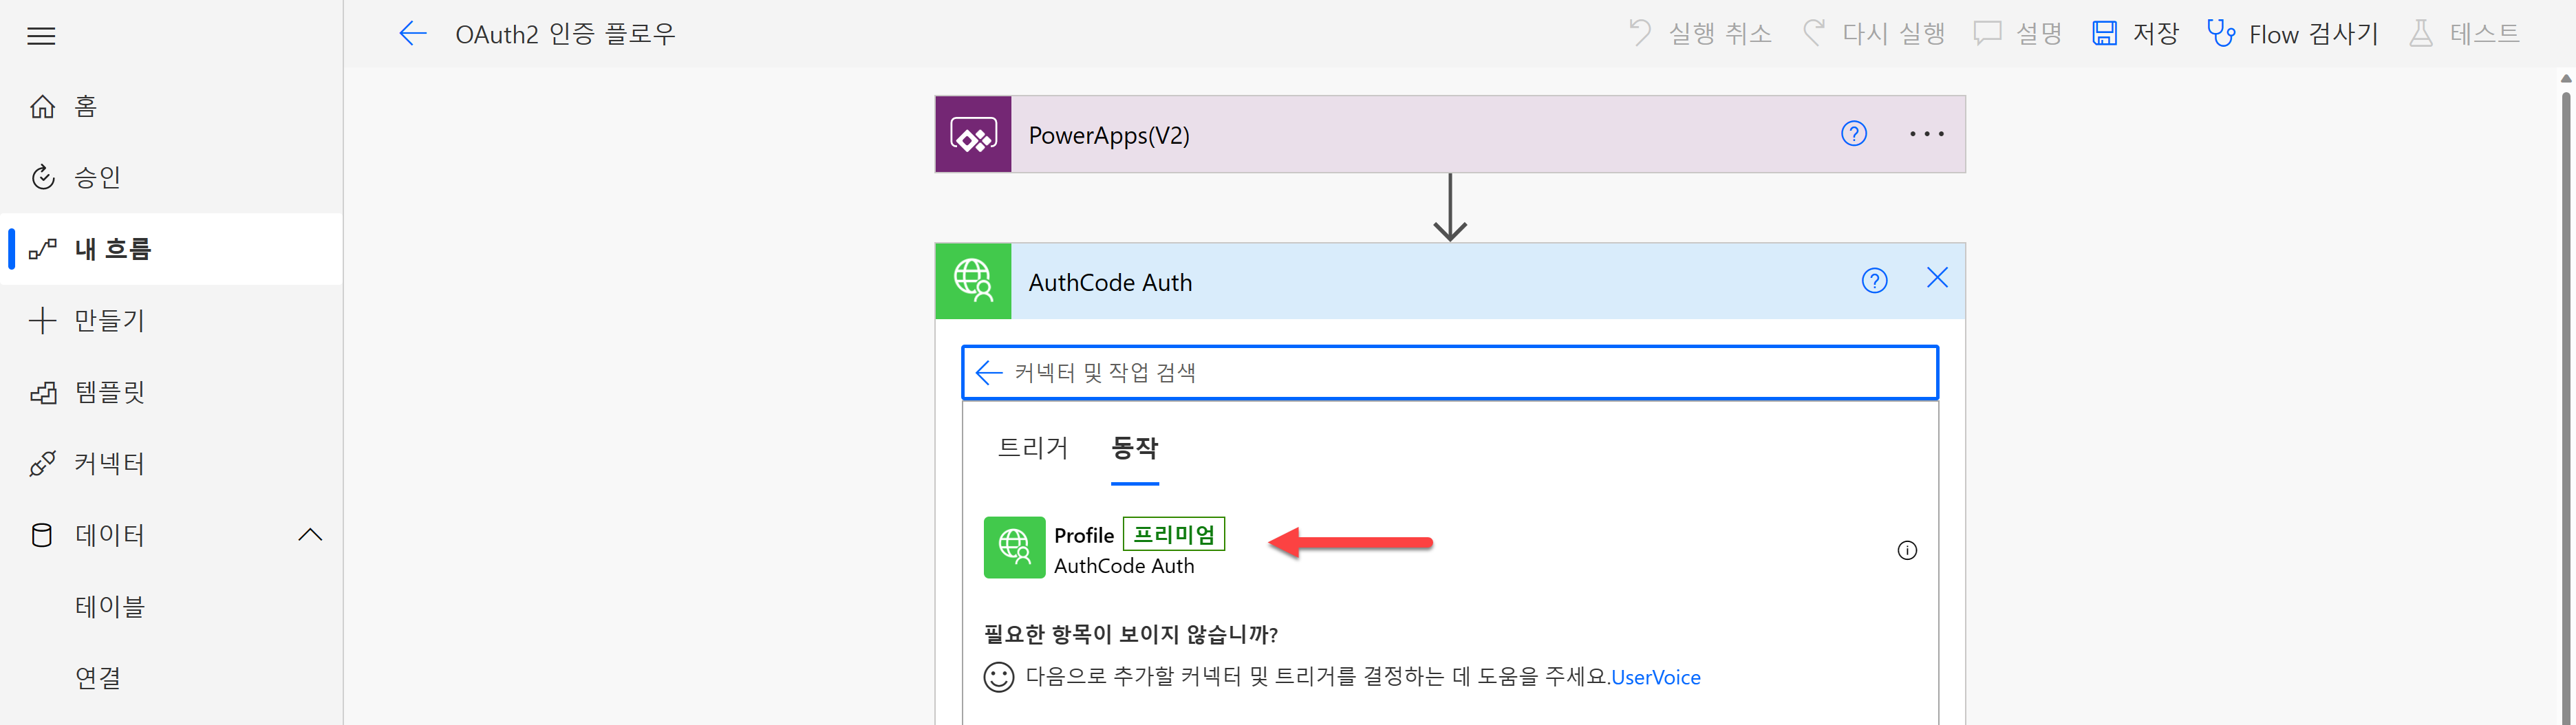 OAuth2 인증 플로우
실행 취소
다시 실행
설명
저장
Flow 검사기
테스트
홈
승인
내 흐름
만들기
템플릿
커넥터
데이터
테이블
연결
PowerApps(V2)
AuthCode Auth
커넥터 및 작업 검색
트리거
동작
Profile 프리미엄
AuthCode Auth
필요한 항목이 보이지 않습니까?
다음으로 추가할 커넥터 및 트리거를 결정하는 데 도움을 주세요.UserVoice